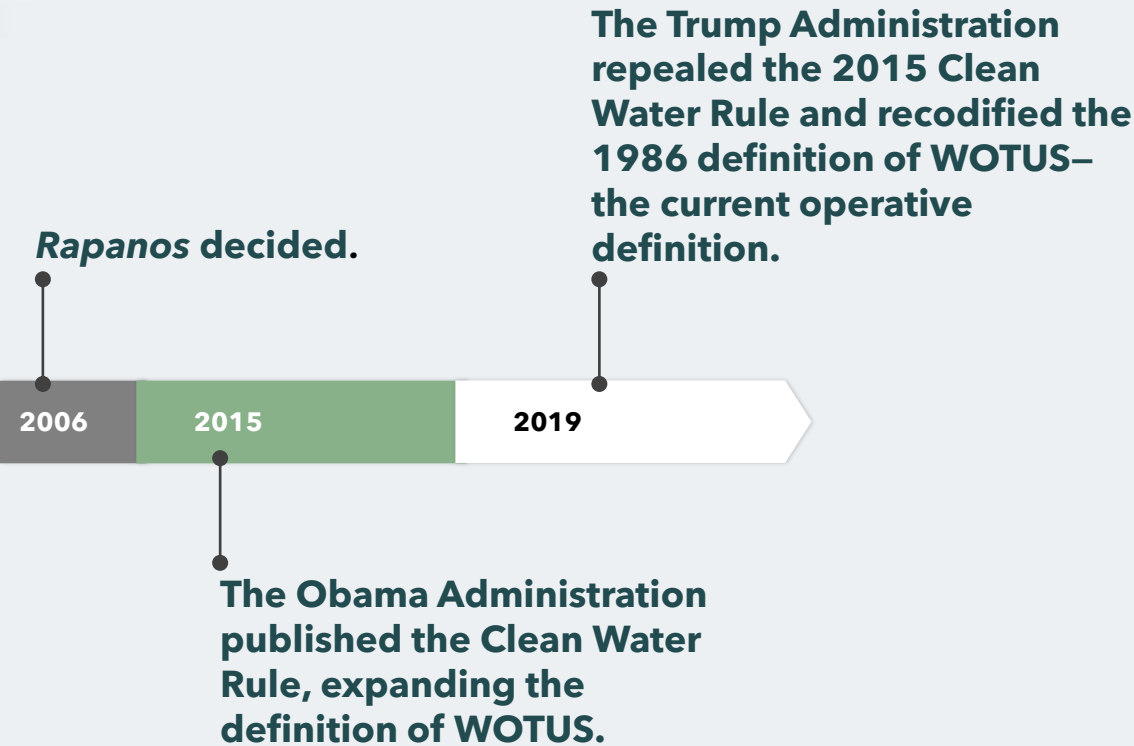 The Trump Administration
repealed the 2015 Clean
Water Rule and recodified the
1986 definition of WOTUS—
the current operative
definition.
Rapanos decided.
2006
2015
2019
The Obama Administration
published the Clean Water
Rule, expanding the
definition of WOTUS.